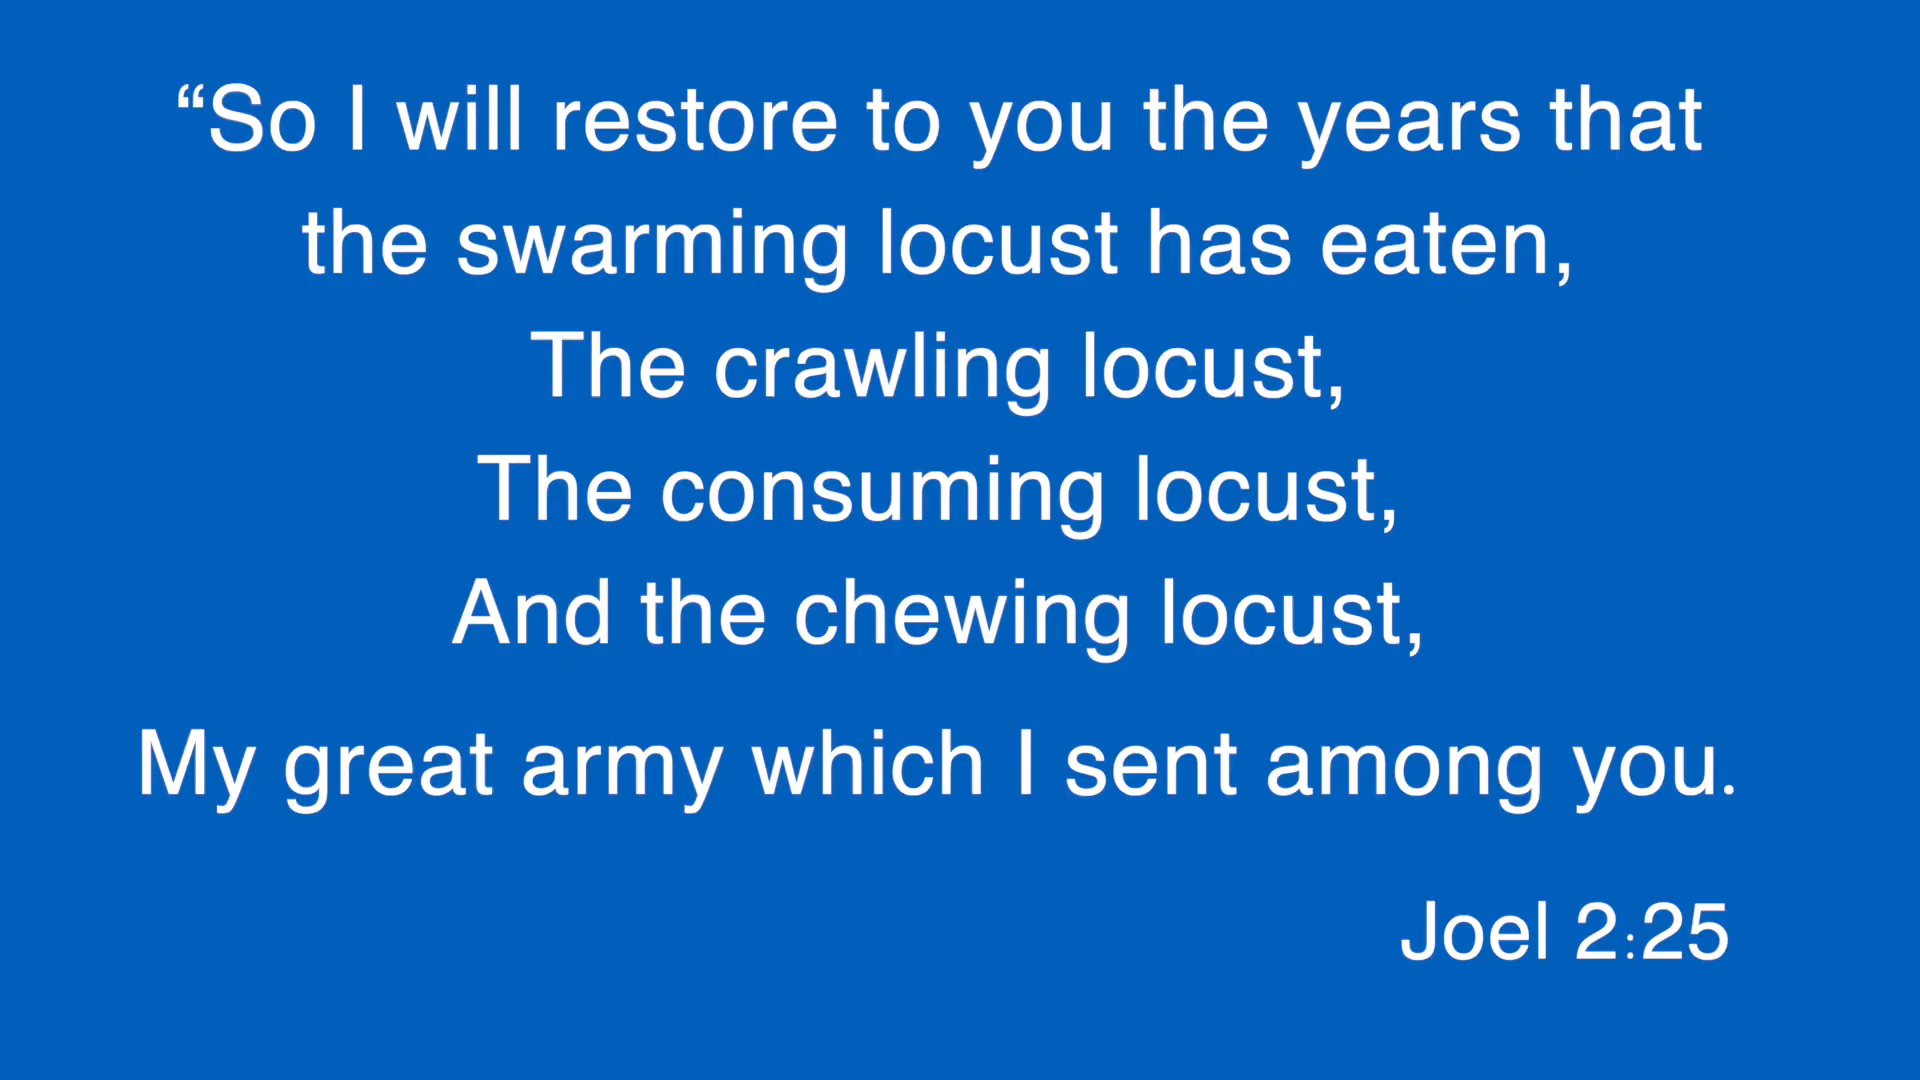 “So I will restore to you the years that
the swarming locust has eaten,
The crawling locust,
The consuming locust,
And the chewing locust,
My great army which I sent among you.
Joel 2:25